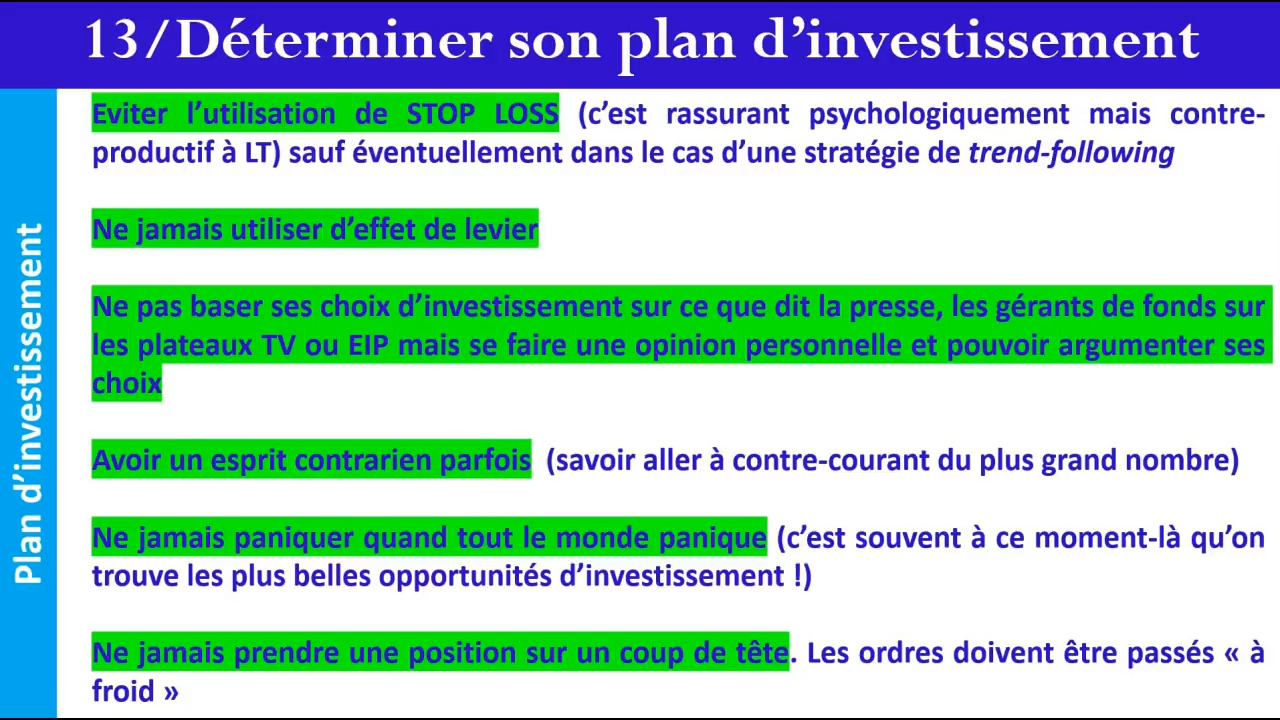 13/Déterminer son plan d’investissement
Plan d’investissement
Eviter l’utilisation de STOP LOSS (c’est rassurant psychologiquement mais contre-
productif à LT) sauf éventuellement dans le cas d’une stratégie de trend-following
Ne jamais utiliser d’effet de levier
Ne pas baser ses choix d’investissement sur ce que dit la presse, les gérants de fonds sur
les plateaux TV ou EIP mais se faire une opinion personnelle et pouvoir argumenter ses
choix
Avoir un esprit contrarien parfois (savoir aller à contre-courant du plus grand nombre)
Ne jamais paniquer quand tout le monde panique (c’est souvent à ce moment-là qu’on
trouve les plus belles opportunités d’investissement !)
Ne jamais prendre une position sur un coup de tête. Les ordres doivent être passés « à
froid »